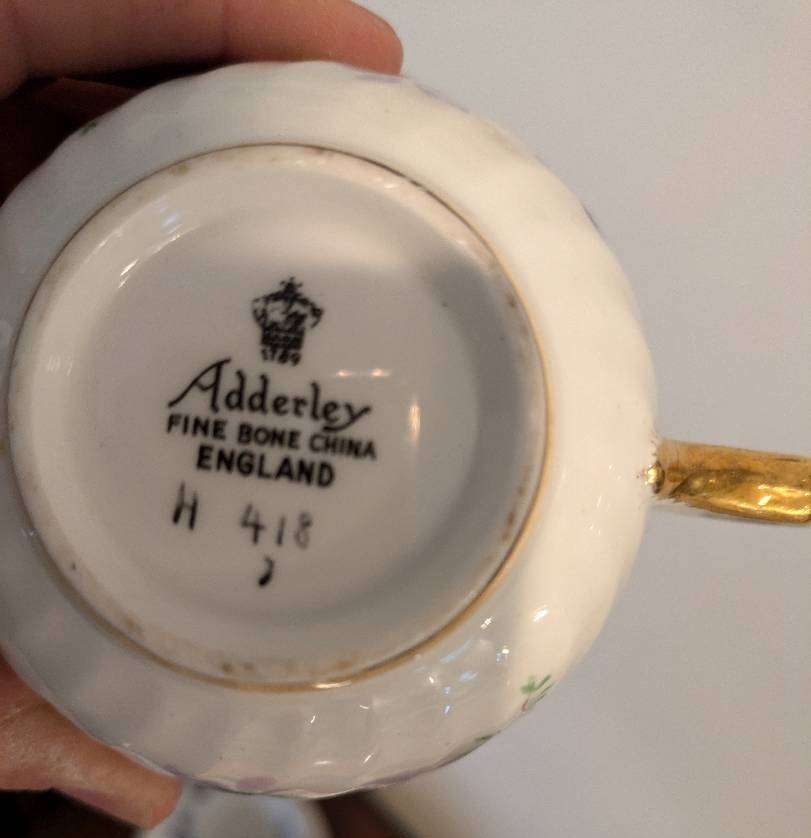 1789
Adderley
FINE BONE CHINA
ENGLAND
H 418